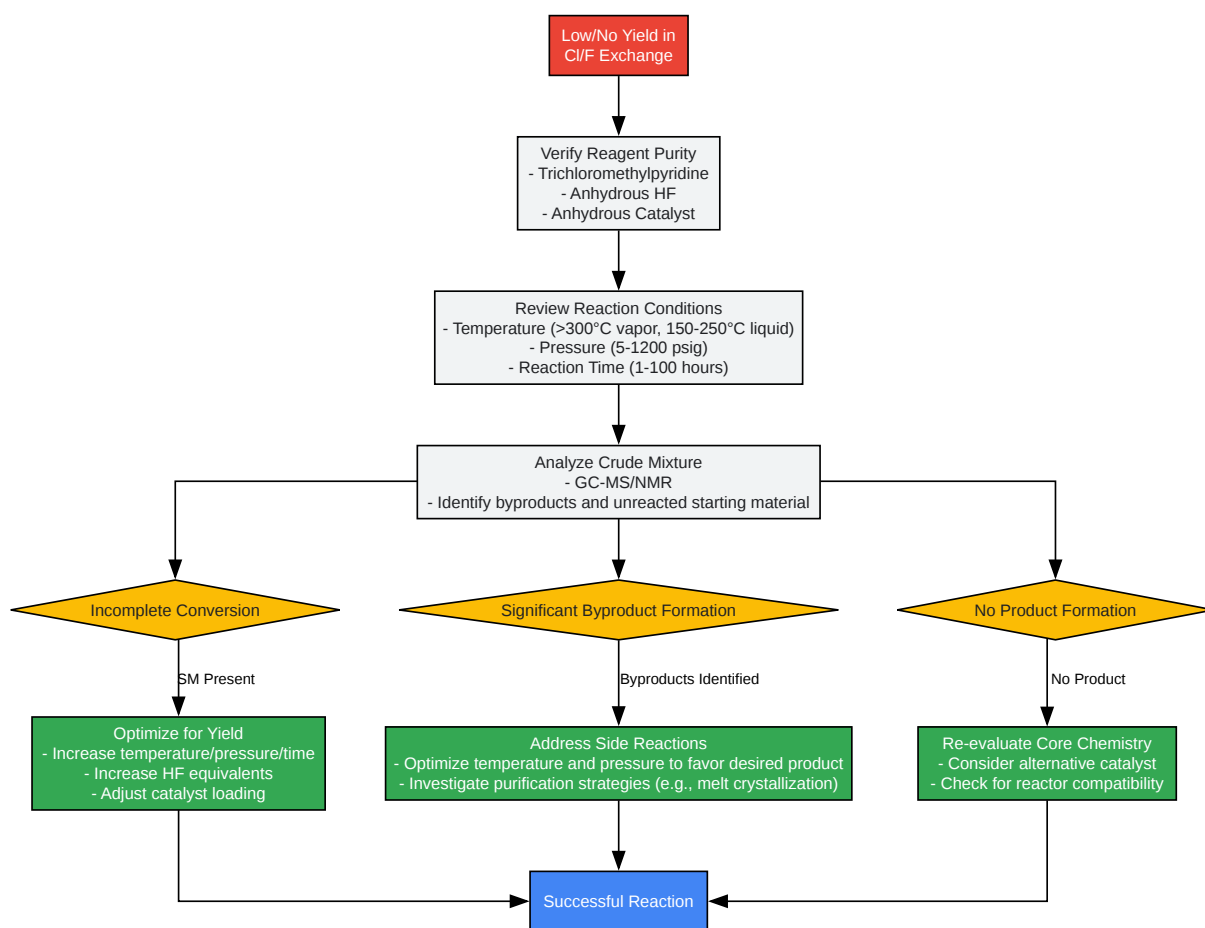 Low/No Yield in
Cl/F Exchange
Verify Reagent Purity
- Trichloromethylpyridine
- Anhydrous HF
- Anhydrous Catalyst
Review Reaction Conditions
- Temperature (>300°C vapor, 150-250°C liquid)
- Pressure (5-1200 psig)
- Reaction Time (1-100 hours)
Analyze Crude Mixture
- GC-MS/NMR
- Identify byproducts and unreacted starting material
Incomplete Conversion
Significant Byproduct Formation
No Product Formation
SM Present
Byproducts Identified
No Product
Optimize for Yield
- Increase temperature/pressure/time
- Increase HF equivalents
- Adjust catalyst loading
Address Side Reactions
- Optimize temperature and pressure to favor desired product
- Investigate purification strategies (e.g., melt crystallization)
Re-evaluate Core Chemistry
- Consider alternative catalyst
- Check for reactor compatibility
Successful Reaction